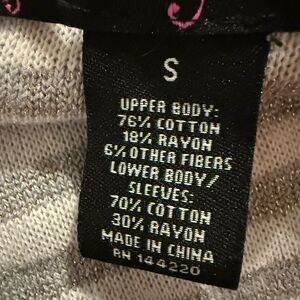 S
UPPER BODY:
76% COTTON
18% RAYON
6% OTHER FIBERS
LOWER BODY/
SLEEVES:
70% COTTON
30% RAYON
MADE IN CHINA
RN 144220